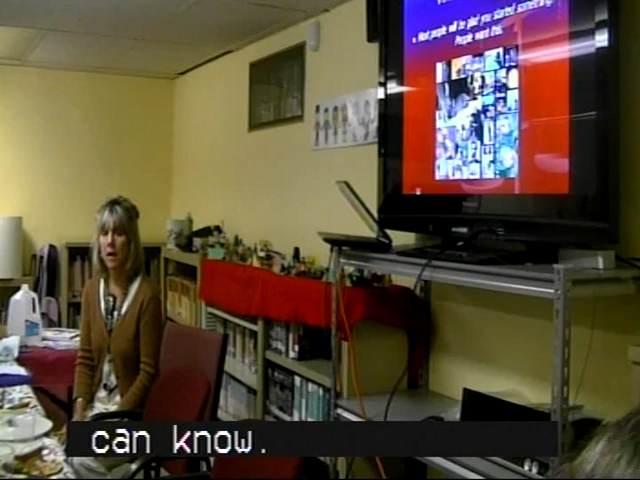 Most people will be glad you started something.
People want this.
can know.